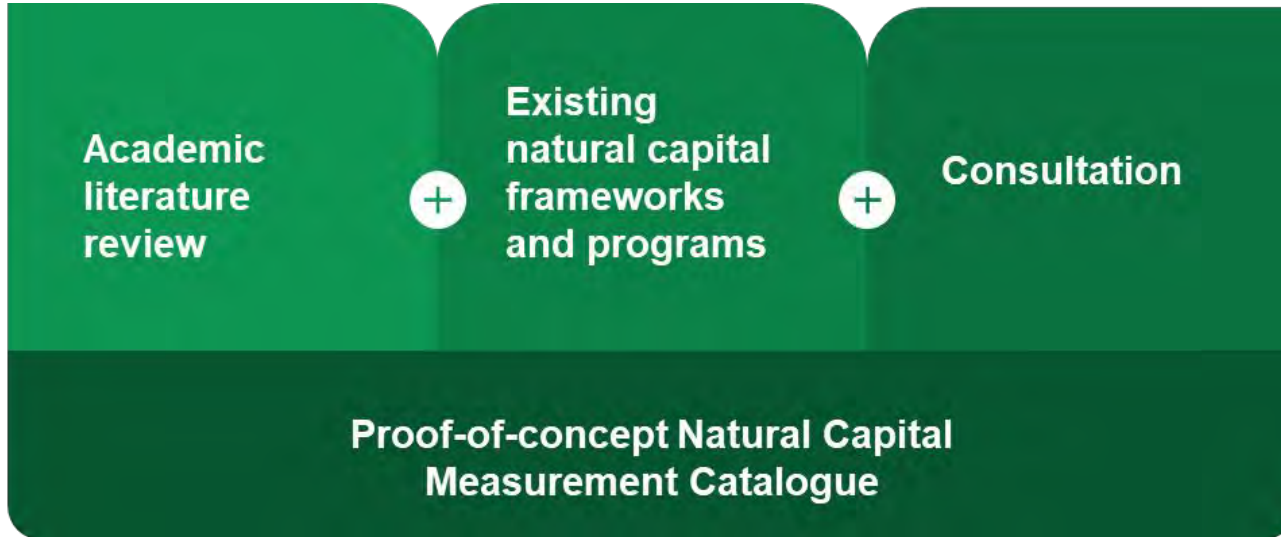 Academic
literature
review
+
Existing
natural capital
frameworks
and programs
+
Consultation
Proof-of-concept Natural Capital
Measurement Catalogue